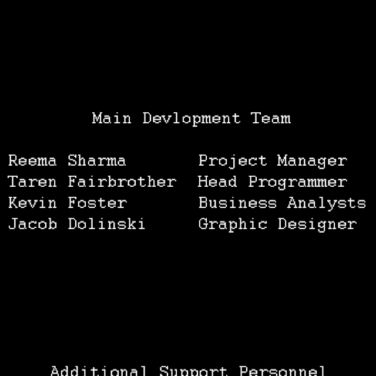 Main Devlopment Team
Reema Sharma Project Manager
Taren Fairbrother Head Programmer
Kevin Foster Business Analysts
Jacob Dolinski Graphic Designer
Additional Support Personnel